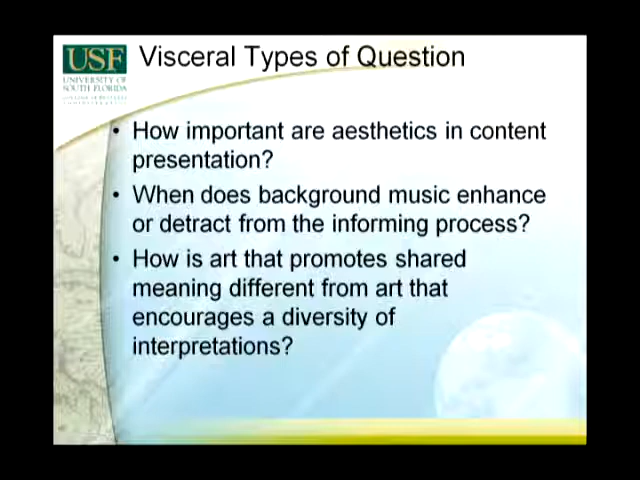 USF
UNIVERSITY OF
SOUTH FLORIDA
Visceral Types of Question
• How important are aesthetics in content
presentation?
• When does background music enhance
or detract from the informing process?
• How is art that promotes shared
meaning different from art that
encourages a diversity of
interpretations?